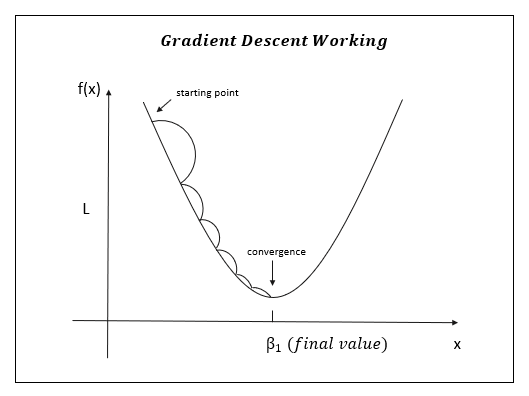 Gradient Descent Working
f(x)
starting point
L
convergence
β₁ (final value)
x